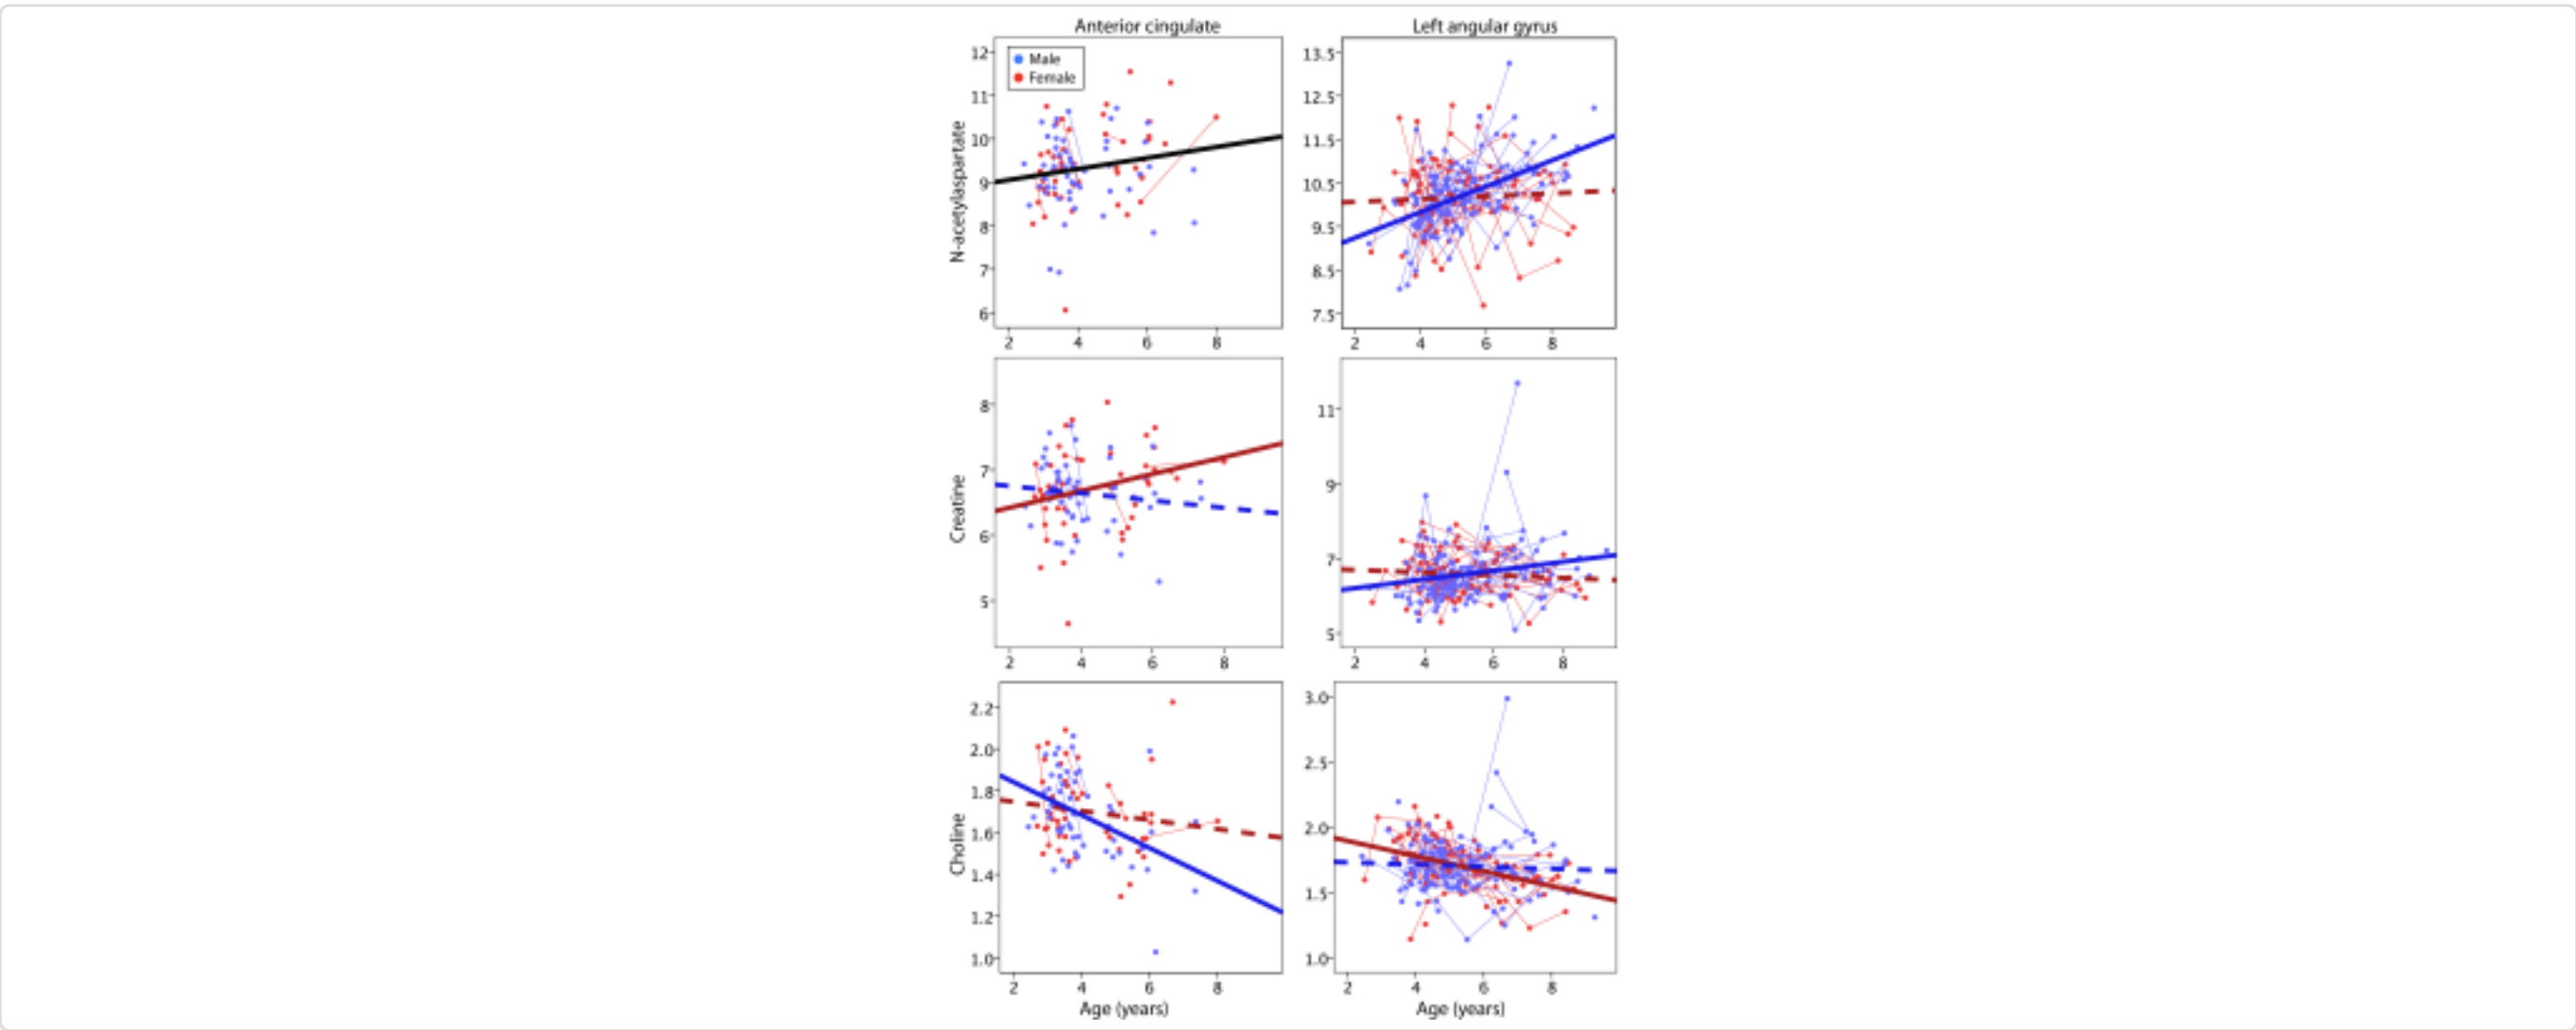 Anterior cingulate
Left angular gyrus
Male
Female
N-acetylaspartate
12
11
10
9
8
7
6
2 4 6 8
13.5
12.5
11.5
10.5
9.5
8.5
7.5
2 4 6 8
Creatine
8
7
6
5
2 4 6 8
11
9
7
5
2 4 6 8
Choline
2.2
2.0
1.8
1.6
1.4
1.2
1.0
2 4 6 8
Age (years)
3.0
2.5
2.0
1.5
1.0
2 4 6 8
Age (years)